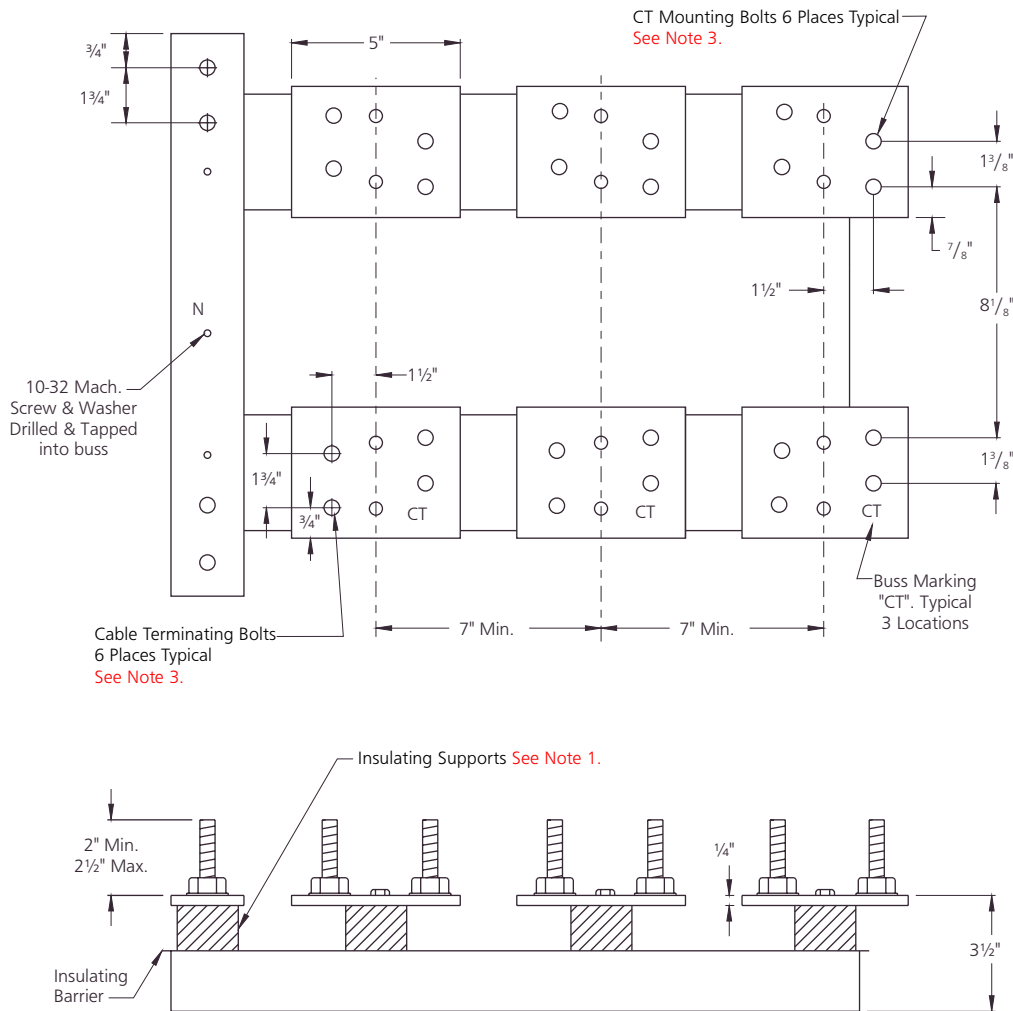 CT Mounting Bolts 6 Places Typical
See Note 3.
5"
¾"
1¾"
1³/₈"
⁷/₈"
1½"
8¹/₈"
N
10-32 Mach.
Screw & Washer
Drilled & Tapped
into buss
1½"
1¾"
¾"
CT
CT
CT
1³/₈"
Buss Marking
"CT". Typical
3 Locations
7" Min.
7" Min.
Cable Terminating Bolts
6 Places Typical
See Note 3.
Insulating Supports See Note 1.
2" Min.
2½" Max.
¼"
3½"
Insulating
Barrier